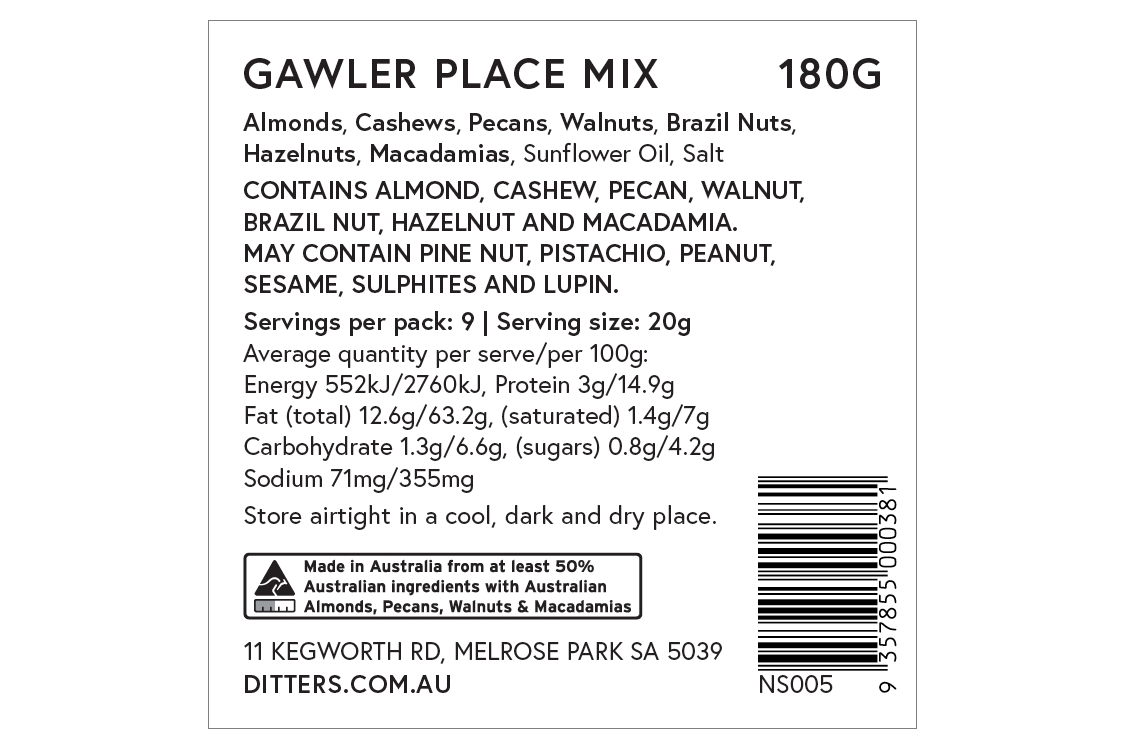 GAWLER PLACE MIX 180G
Almonds, Cashews, Pecans, Walnuts, Brazil Nuts,
Hazelnuts, Macadamias, Sunflower Oil, Salt
CONTAINS ALMOND, CASHEW, PECAN, WALNUT,
BRAZIL NUT, HAZELNUT AND MACADAMIA.
MAY CONTAIN PINE NUT, PISTACHIO, PEANUT,
SESAME, SULPHITES AND LUPIN.
Servings per pack: 9 | Serving size: 20g
Average quantity per serve/per 100g:
Energy 552kJ/2760kJ, Protein 3g/14.9g
Fat (total) 12.6g/63.2g, (saturated) 1.4g/7g
Carbohydrate 1.3g/6.6g, (sugars) 0.8g/4.2g
Sodium 71mg/355mg
Store airtight in a cool, dark and dry place.
Made in Australia from at least 50%
Australian ingredients with Australian
Almonds, Pecans, Walnuts & Macadamias
11 KEGWORTH RD, MELROSE PARK SA 5039
DITTERS.COM.AU
9 357855 000381
NS005